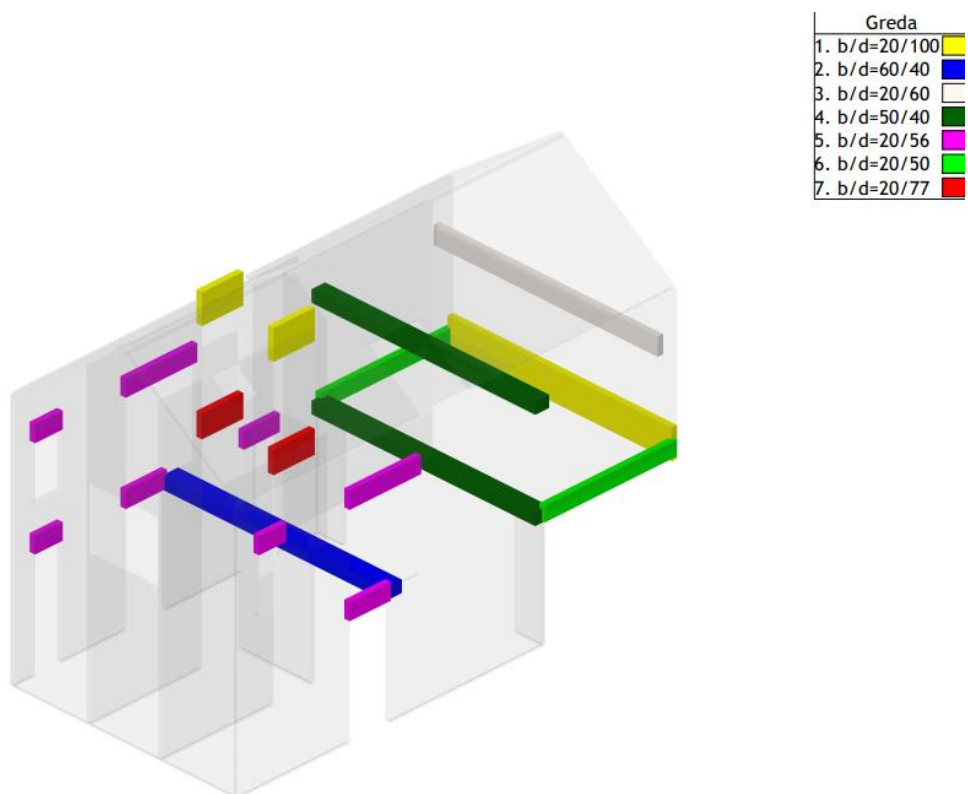 Greda
1. b/d=20/100
2. b/d=60/40
3. b/d=20/60
4. b/d=50/40
5. b/d=20/56
6. b/d=20/50
7. b/d=20/77